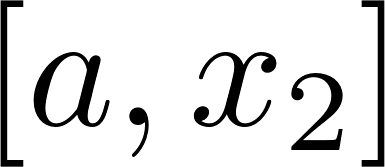 [a, x₂]